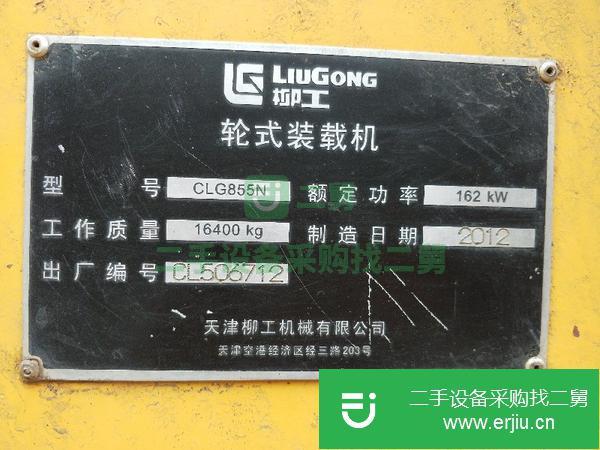 LIUGONG
柳工
轮式装载机
型 号 CLG855N 额定功率 162 kW
工作质量 16400 kg 制造日期 2012
出厂编号 CL506712
天津柳工机械有限公司
天津空港经济区经三路203号
二舅
二手设备采购找二舅
二手设备采购找二舅
www.erjiu.cn